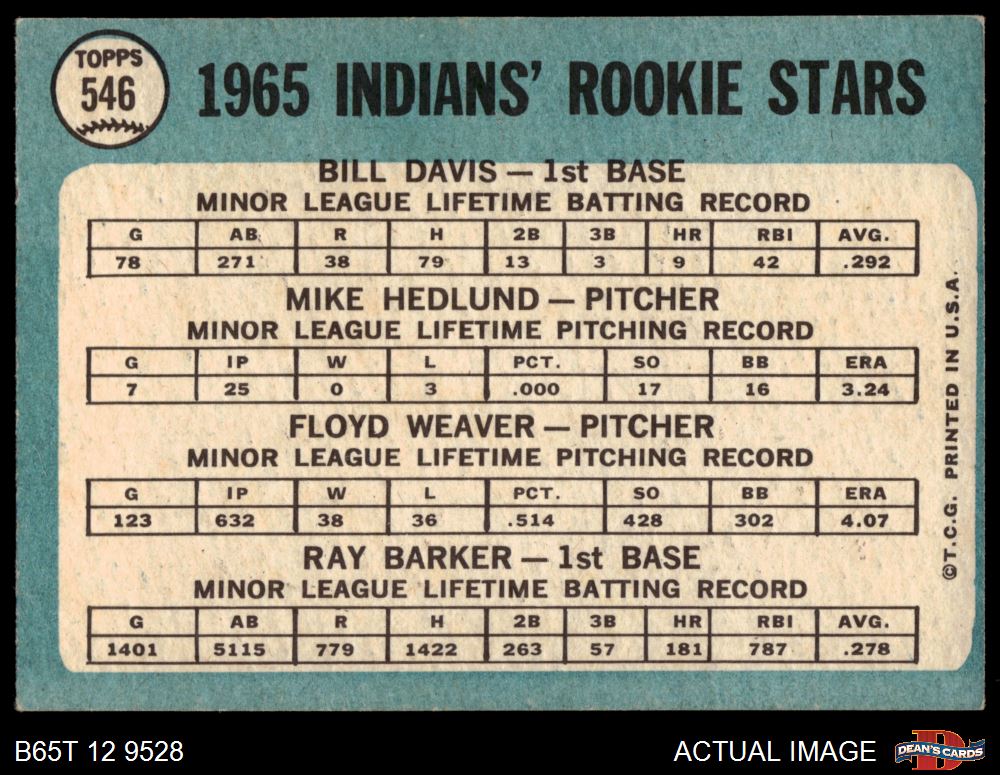 TOPPS
546
1965 INDIANS' ROOKIE STARS
BILL DAVIS — 1st BASE
MINOR LEAGUE LIFETIME BATTING RECORD
G AB R H 2B 3B HR RBI AVG.
78 271 38 79 13 3 9 42 .292
MIKE HEDLUND — PITCHER
MINOR LEAGUE LIFETIME PITCHING RECORD
G IP W L PCT. SO BB ERA
7 25 0 3 .000 17 16 3.24
FLOYD WEAVER — PITCHER
MINOR LEAGUE LIFETIME PITCHING RECORD
G IP W L PCT. SO BB ERA
123 632 38 36 .514 428 302 4.07
RAY BARKER — 1st BASE
MINOR LEAGUE LIFETIME BATTING RECORD
G AB R H 2B 3B HR RBI AVG.
1401 5115 779 1422 263 57 181 787 .278
©T.C.G. PRINTED IN U.S.A.
B65T 12 9528
ACTUAL IMAGE
DEAN'S CARDS